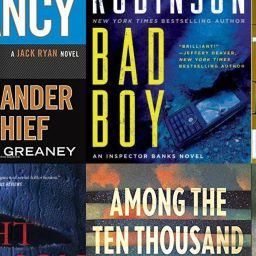 NCY
A JACK RYAN NOVEL
ANDER
HIEF
GREANEY
ROBINSON
NEW YORK TIMES BESTSELLING AUTHOR
BAD
BOY
"BRILLIANT!"
—JEFFERY DEAVER,
NEW YORK TIMES
BESTSELLING AUTHOR
AN INSPECTOR BANKS NOVEL
HT
AMONG THE
TEN THOUSAND